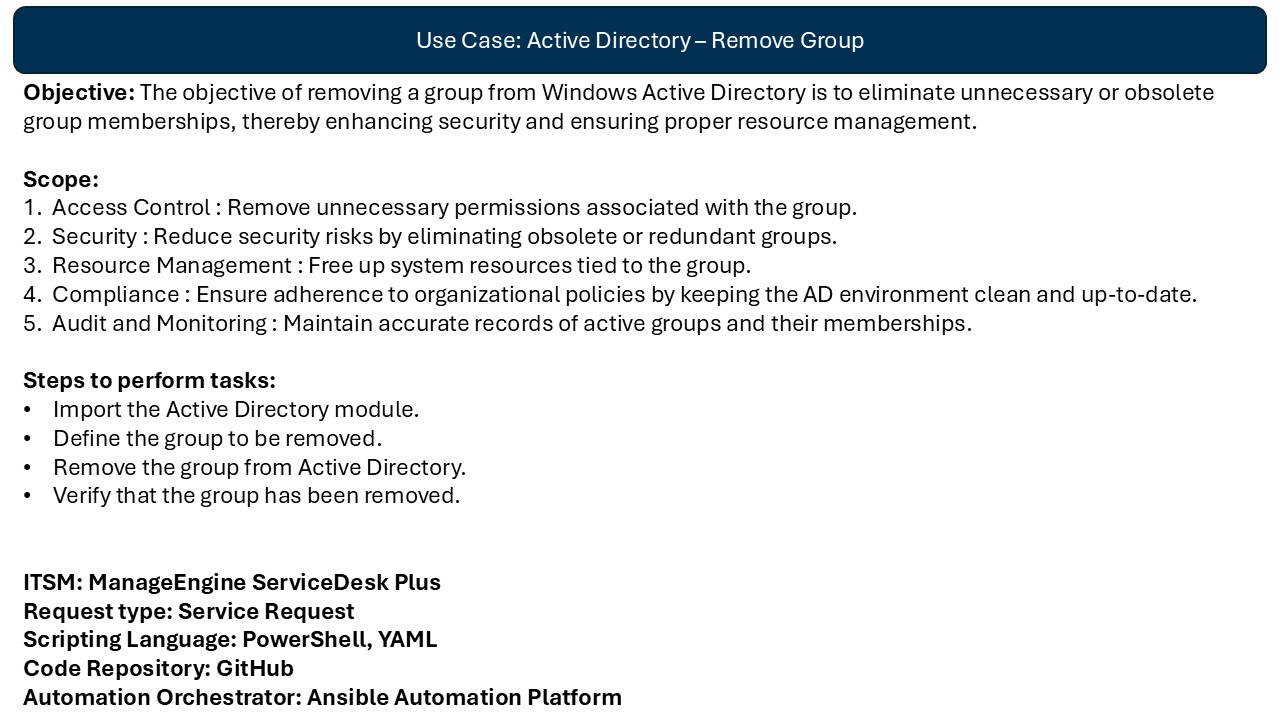 Use Case: Active Directory – Remove Group
Objective: The objective of removing a group from Windows Active Directory is to eliminate unnecessary or obsolete
group memberships, thereby enhancing security and ensuring proper resource management.
Scope:
1. Access Control : Remove unnecessary permissions associated with the group.
2. Security : Reduce security risks by eliminating obsolete or redundant groups.
3. Resource Management : Free up system resources tied to the group.
4. Compliance : Ensure adherence to organizational policies by keeping the AD environment clean and up-to-date.
5. Audit and Monitoring : Maintain accurate records of active groups and their memberships.
Steps to perform tasks:
• Import the Active Directory module.
• Define the group to be removed.
• Remove the group from Active Directory.
• Verify that the group has been removed.
ITSM: ManageEngine ServiceDesk Plus
Request type: Service Request
Scripting Language: PowerShell, YAML
Code Repository: GitHub
Automation Orchestrator: Ansible Automation Platform